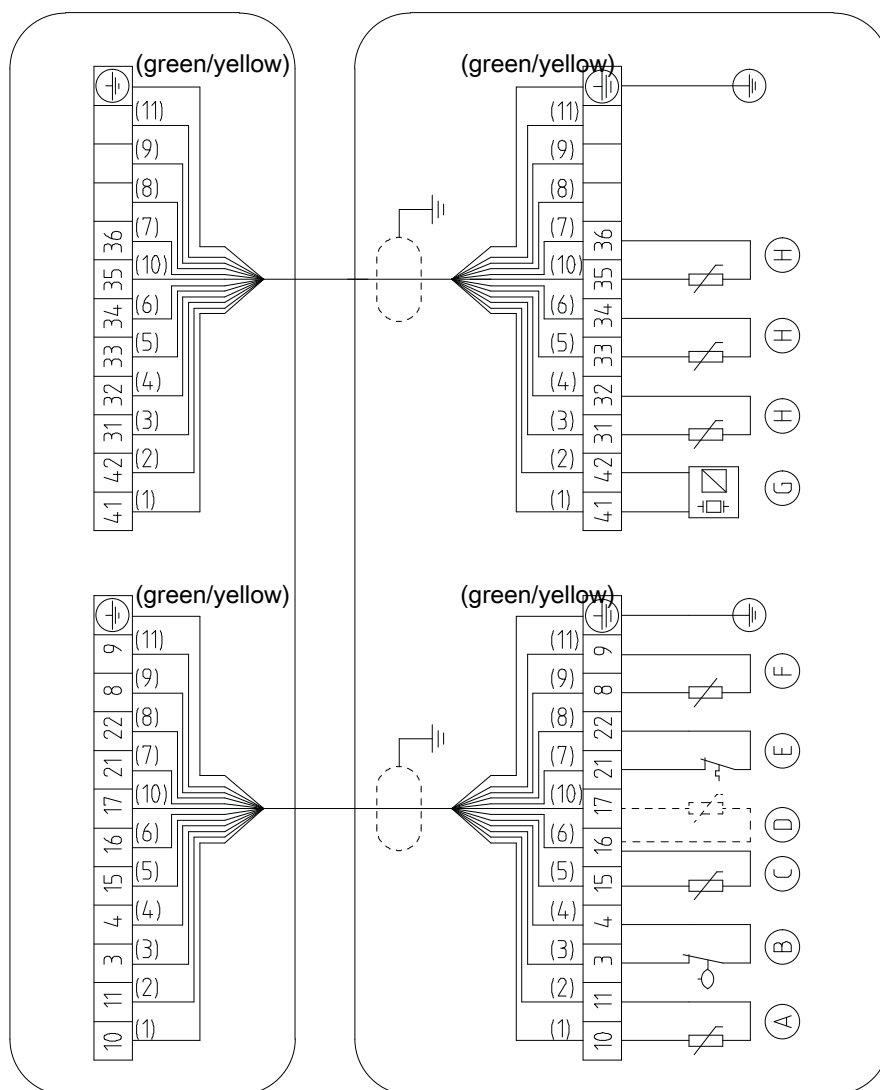 (green/yellow) (green/yellow)
(11) (11)
(9) (9)
(8) (8)
36 (7) (7) 36 H
35 (10) (10) 35
34 (6) (6) 34 H
33 (5) (5) 33
32 (4) (4) 32 H
31 (3) (3) 31
42 (2) (2) 42 G
41 (1) (1) 41
(green/yellow) (green/yellow)
9 (11) (11) 9 F
8 (9) (9) 8
22 (8) (8) 22 E
21 (7) (7) 21
17 (10) (10) 17 D
16 (6) (6) 16
15 (5) (5) 15 C
4 (4) (4) 4 B
3 (3) (3) 3
11 (2) (2) 11 A
10 (1) (1) 10